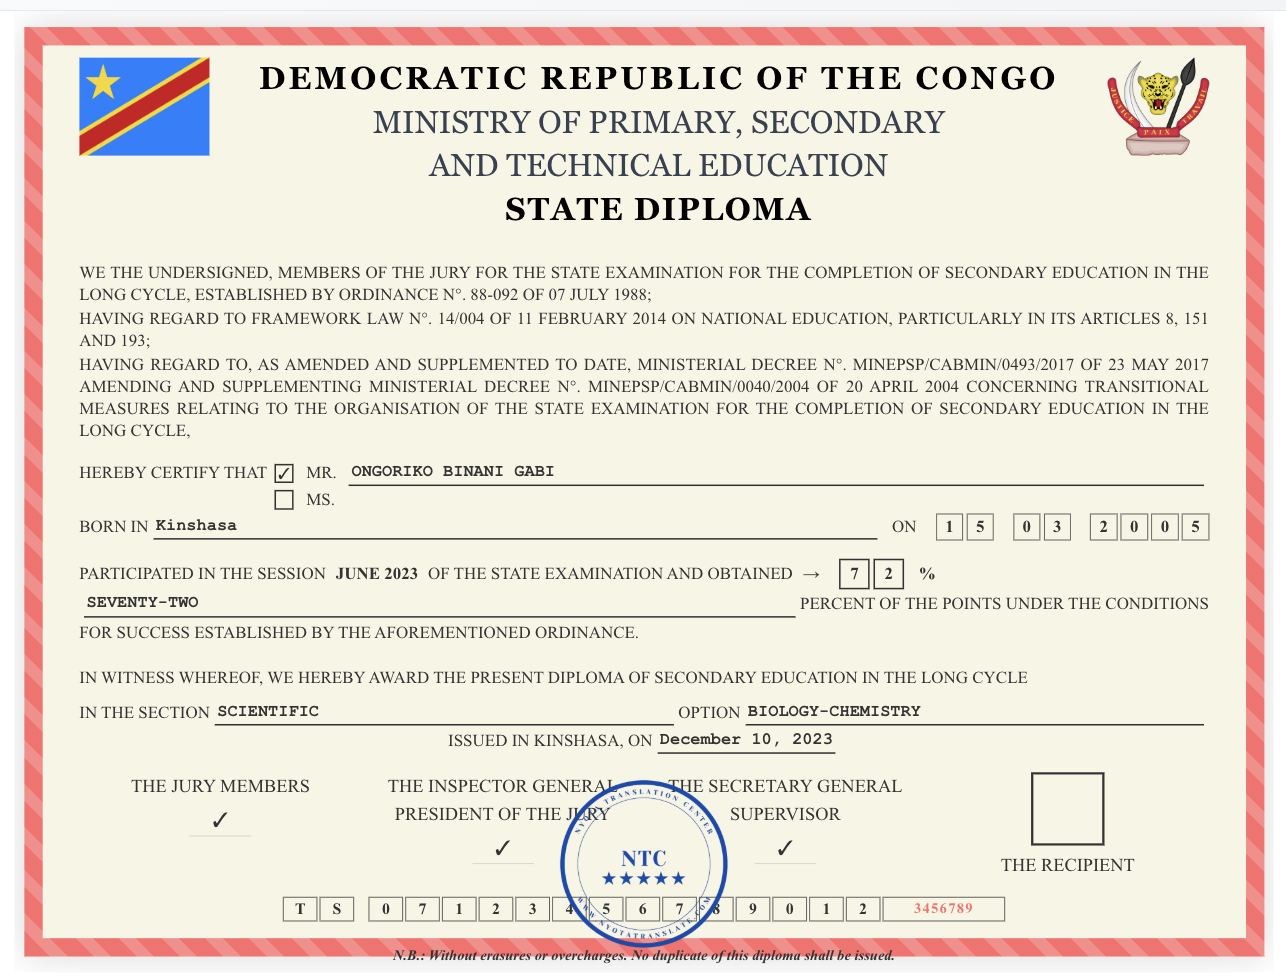 DEMOCRATIC REPUBLIC OF THE CONGO
MINISTRY OF PRIMARY, SECONDARY
AND TECHNICAL EDUCATION
STATE DIPLOMA
JUSTICE PAIX TRAVAIL
WE THE UNDERSIGNED, MEMBERS OF THE JURY FOR THE STATE EXAMINATION FOR THE COMPLETION OF SECONDARY EDUCATION IN THE
LONG CYCLE, ESTABLISHED BY ORDINANCE N°. 88-092 OF 07 JULY 1988;
HAVING REGARD TO FRAMEWORK LAW N°. 14/004 OF 11 FEBRUARY 2014 ON NATIONAL EDUCATION, PARTICULARLY IN ITS ARTICLES 8, 151
AND 193;
HAVING REGARD TO, AS AMENDED AND SUPPLEMENTED TO DATE, MINISTERIAL DECREE N°. MINEPSP/CABMIN/0493/2017 OF 23 MAY 2017
AMENDING AND SUPPLEMENTING MINISTERIAL DECREE N°. MINEPSP/CABMIN/0040/2004 OF 20 APRIL 2004 CONCERNING TRANSITIONAL
MEASURES RELATING TO THE ORGANISATION OF THE STATE EXAMINATION FOR THE COMPLETION OF SECONDARY EDUCATION IN THE
LONG CYCLE,
HEREBY CERTIFY THAT ✓ MR. ONGORIKO BINANI GABI
MS.
BORN IN Kinshasa ON 1 5 0 3 2 0 0 5
PARTICIPATED IN THE SESSION JUNE 2023 OF THE STATE EXAMINATION AND OBTAINED → 7 2 %
SEVENTY-TWO PERCENT OF THE POINTS UNDER THE CONDITIONS
FOR SUCCESS ESTABLISHED BY THE AFOREMENTIONED ORDINANCE.
IN WITNESS WHEREOF, WE HEREBY AWARD THE PRESENT DIPLOMA OF SECONDARY EDUCATION IN THE LONG CYCLE
IN THE SECTION SCIENTIFIC OPTION BIOLOGY-CHEMISTRY
ISSUED IN KINSHASA, ON December 10, 2023
THE JURY MEMBERS
✓
THE INSPECTOR GENERAL
PRESIDENT OF THE JURY
✓
THE SECRETARY GENERAL
SUPERVISOR
✓
THE RECIPIENT
NYOTA TRANSLATION CENTER
NTC
★★★★★
WWW.NYOTATRANSLATE.COM
T S 0 7 1 2 3 4 5 6 7 8 9 0 1 2 3456789
N.B.: Without erasures or overcharges. No duplicate of this diploma shall be issued.